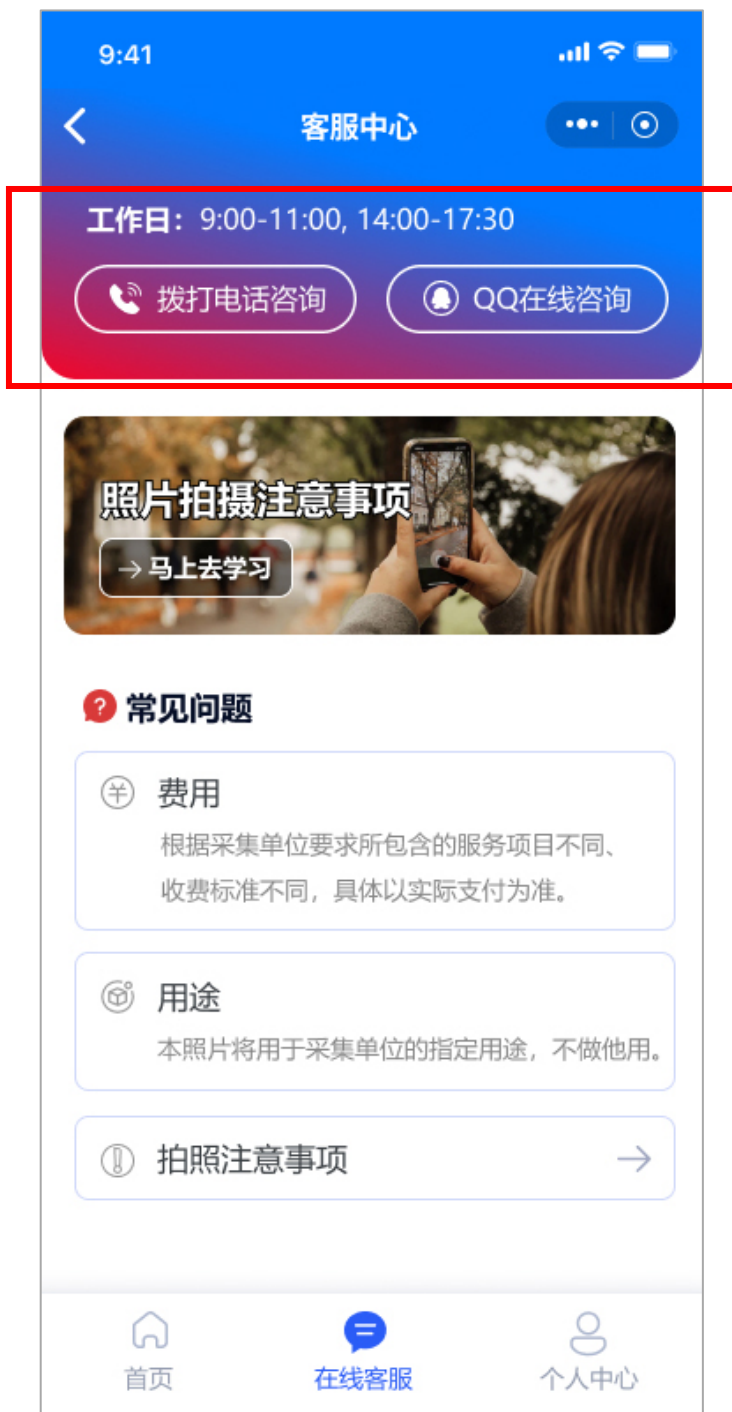 9:41
客服中心
工作日：9:00-11:00, 14:00-17:30
拨打电话咨询
QQ在线咨询
照片拍摄注意事项
→马上去学习
常见问题
费用
根据采集单位要求所包含的服务项目不同、
收费标准不同，具体以实际支付为准。
用途
本照片将用于采集单位的指定用途，不做他用。
拍照注意事项
首页
在线客服
个人中心